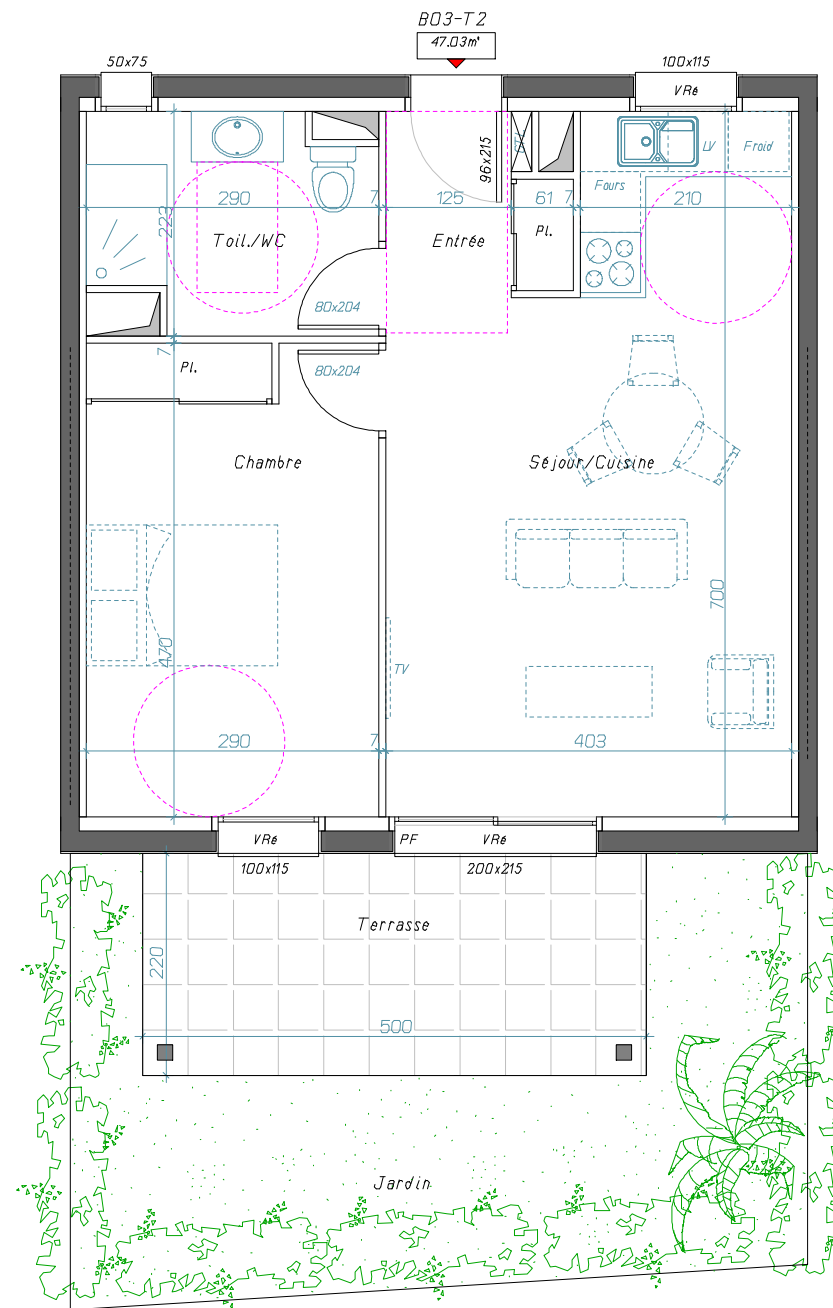 B03-T2
47.03m²
50x75
100x115
VRé
96x215
LV
Froid
Fours
290
7
125
61
7
210
223
Toil./WC
Entrée
Pl.
80x204
7
Pl.
80x204
Chambre
Séjour/Cuisine
470
700
TV
290
7
403
VRé
PF
VRé
100x115
200x215
Terrasse
220
500
Jardin